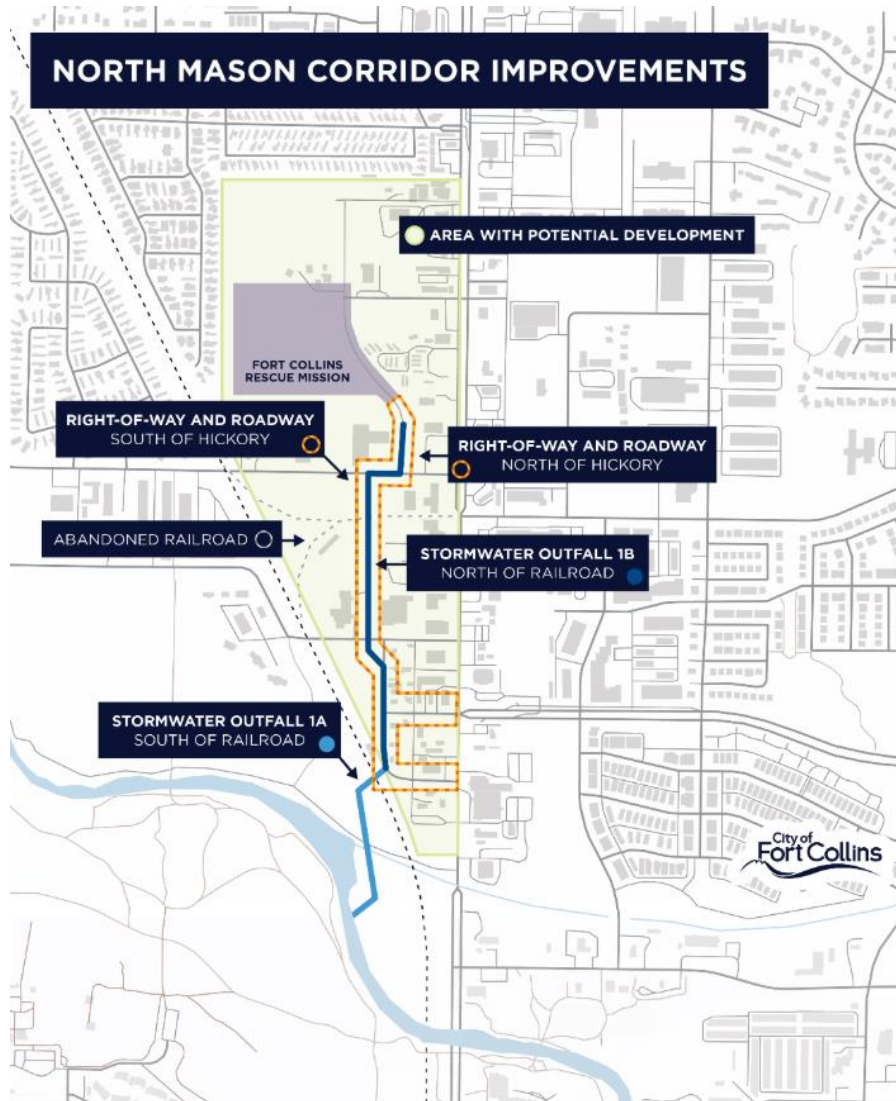 NORTH MASON CORRIDOR IMPROVEMENTS
AREA WITH POTENTIAL DEVELOPMENT
FORT COLLINS
RESCUE MISSION
RIGHT-OF-WAY AND ROADWAY
SOUTH OF HICKORY
RIGHT-OF-WAY AND ROADWAY
NORTH OF HICKORY
ABANDONED RAILROAD
STORMWATER OUTFALL 1B
NORTH OF RAILROAD
STORMWATER OUTFALL 1A
SOUTH OF RAILROAD
City of
Fort Collins